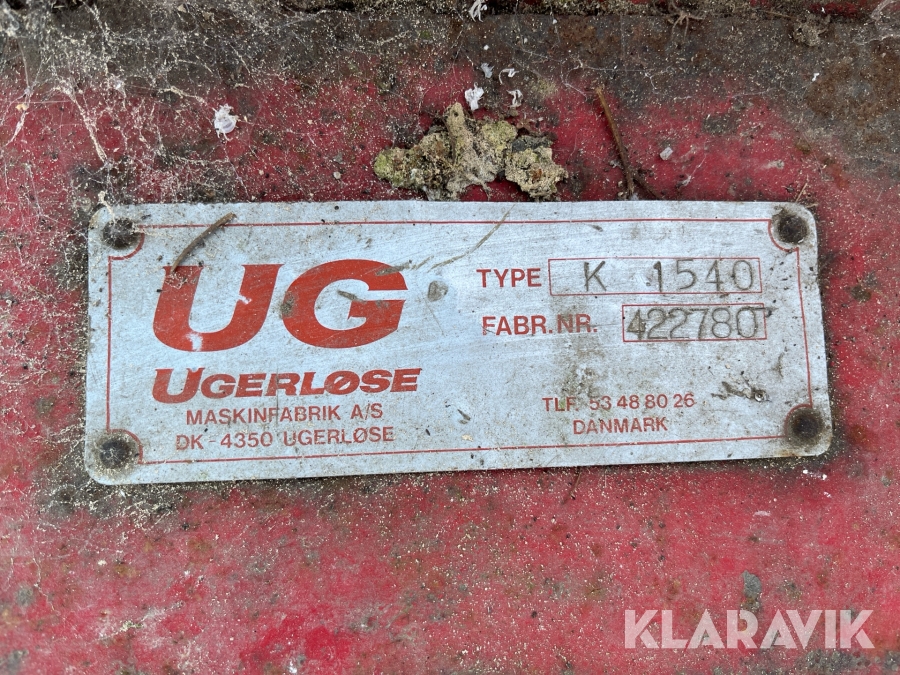 UG
UGERLØSE
MASKINFABRIK A/S
DK-4350 UGERLØSE
TYPE K 1540
FABR.NR. 422780
TLF. 53 48 80 26
DANMARK
KLARAVIK